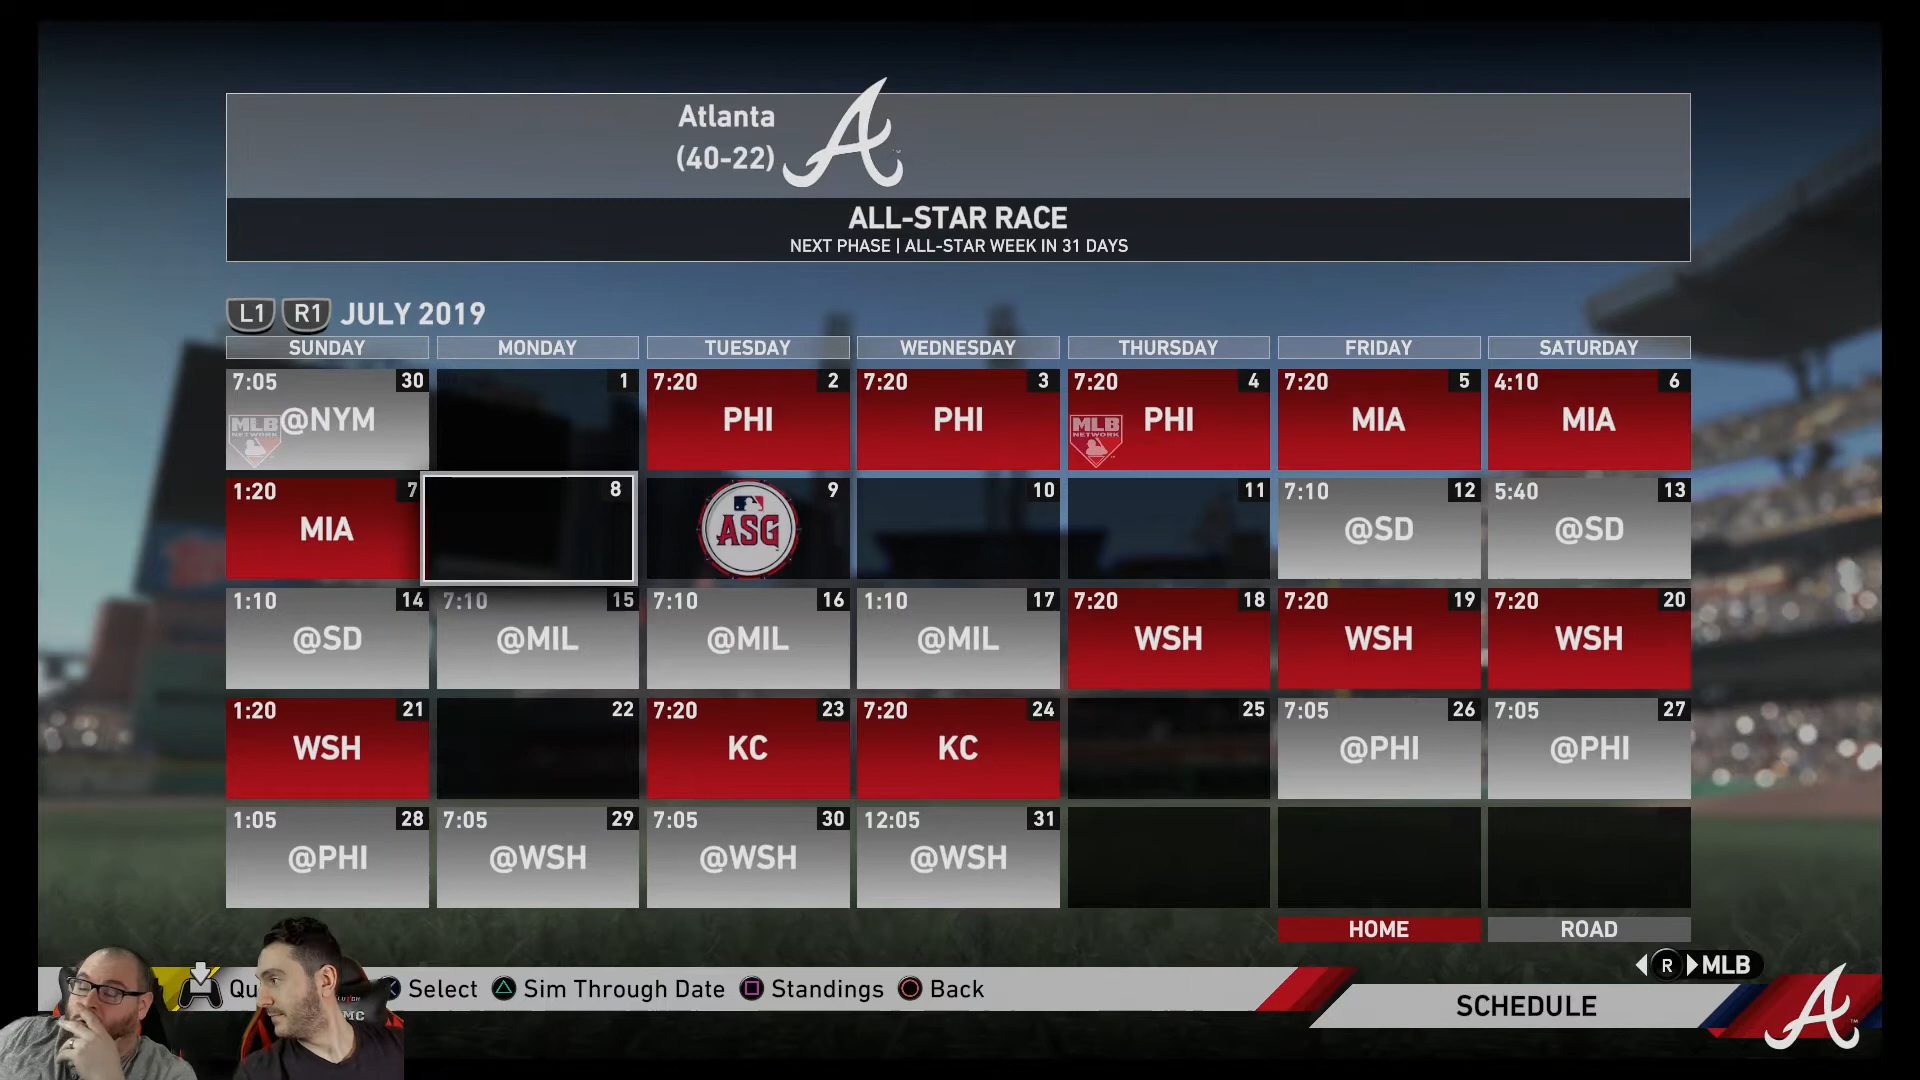 Atlanta
(40-22)
ALL-STAR RACE
NEXT PHASE | ALL-STAR WEEK IN 31 DAYS
L1 R1 JULY 2019
SUNDAY MONDAY TUESDAY WEDNESDAY THURSDAY FRIDAY SATURDAY
7:05 30 1 7:20 2 7:20 3 7:20 4 7:20 5 4:10 6
MLB NETWORK @NYM PHI PHI MLB NETWORK PHI MIA MIA
1:20 7 8 9 10 11 7:10 12 5:40 13
MIA ASG @SD @SD
1:10 14 7:10 15 7:10 16 1:10 17 7:20 18 7:20 19 7:20 20
@SD @MIL @MIL @MIL WSH WSH WSH
1:20 21 22 7:20 23 7:20 24 25 7:05 26 7:05 27
WSH KC KC @PHI @PHI
1:05 28 7:05 29 7:05 30 12:05 31
@PHI @WSH @WSH @WSH
HOME ROAD
R MLB
Select Sim Through Date Standings Back
SCHEDULE